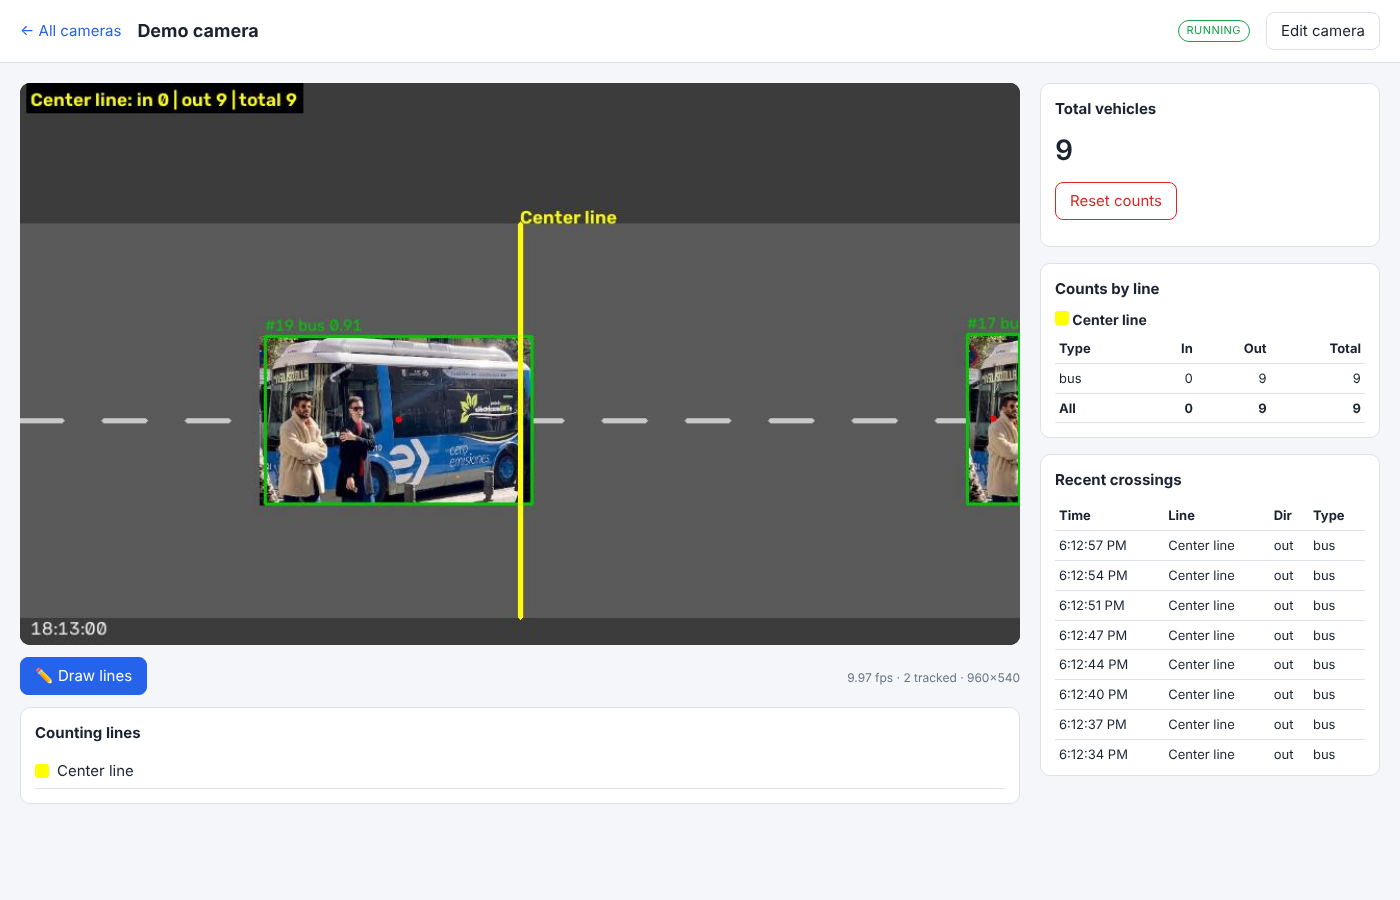 ← All cameras
Demo camera
RUNNING
Edit camera
Center line: in 0 | out 9 | total 9
Center line
#19 bus 0.91
#17 bu
cero
emisiones
18:13:00
✏️ Draw lines
9.97 fps · 2 tracked · 960×540
Counting lines
Center line
Total vehicles
9
Reset counts
Counts by line
Center line
Type In Out Total
bus 0 9 9
All 0 9 9
Recent crossings
Time Line Dir Type
6:12:57 PM Center line out bus
6:12:54 PM Center line out bus
6:12:51 PM Center line out bus
6:12:47 PM Center line out bus
6:12:44 PM Center line out bus
6:12:40 PM Center line out bus
6:12:37 PM Center line out bus
6:12:34 PM Center line out bus